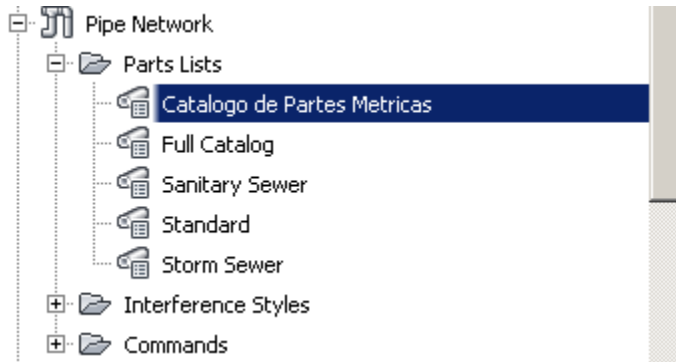 Pipe Network
Parts Lists
Catalogo de Partes Metricas
Full Catalog
Sanitary Sewer
Standard
Storm Sewer
Interference Styles
Commands